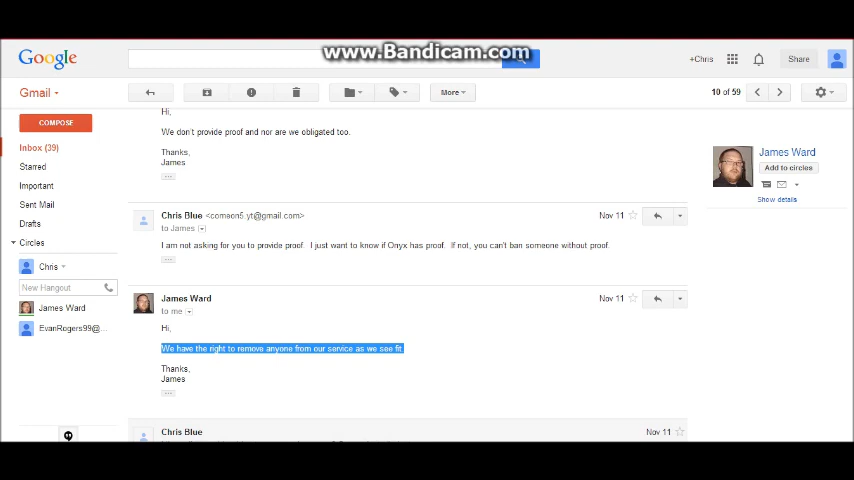 www.Bandicam.com
Google
+Chris
Share
Gmail
More
10 of 59
COMPOSE
Inbox (39)
Starred
Important
Sent Mail
Drafts
Circles
Chris
New Hangout
James Ward
EvanRogers99@...
Hi,
We don't provide proof and nor are we obligated too.
Thanks,
James
Chris Blue <comeon5.yt@gmail.com>
Nov 11
to James
I am not asking for you to provide proof. I just want to know if Onyx has proof. If not, you can't ban someone without proof.
James Ward
Nov 11
to me
Hi,
We have the right to remove anyone from our service as we see fit.
Thanks,
James
Chris Blue
Nov 11
James Ward
Add to circles
Show details